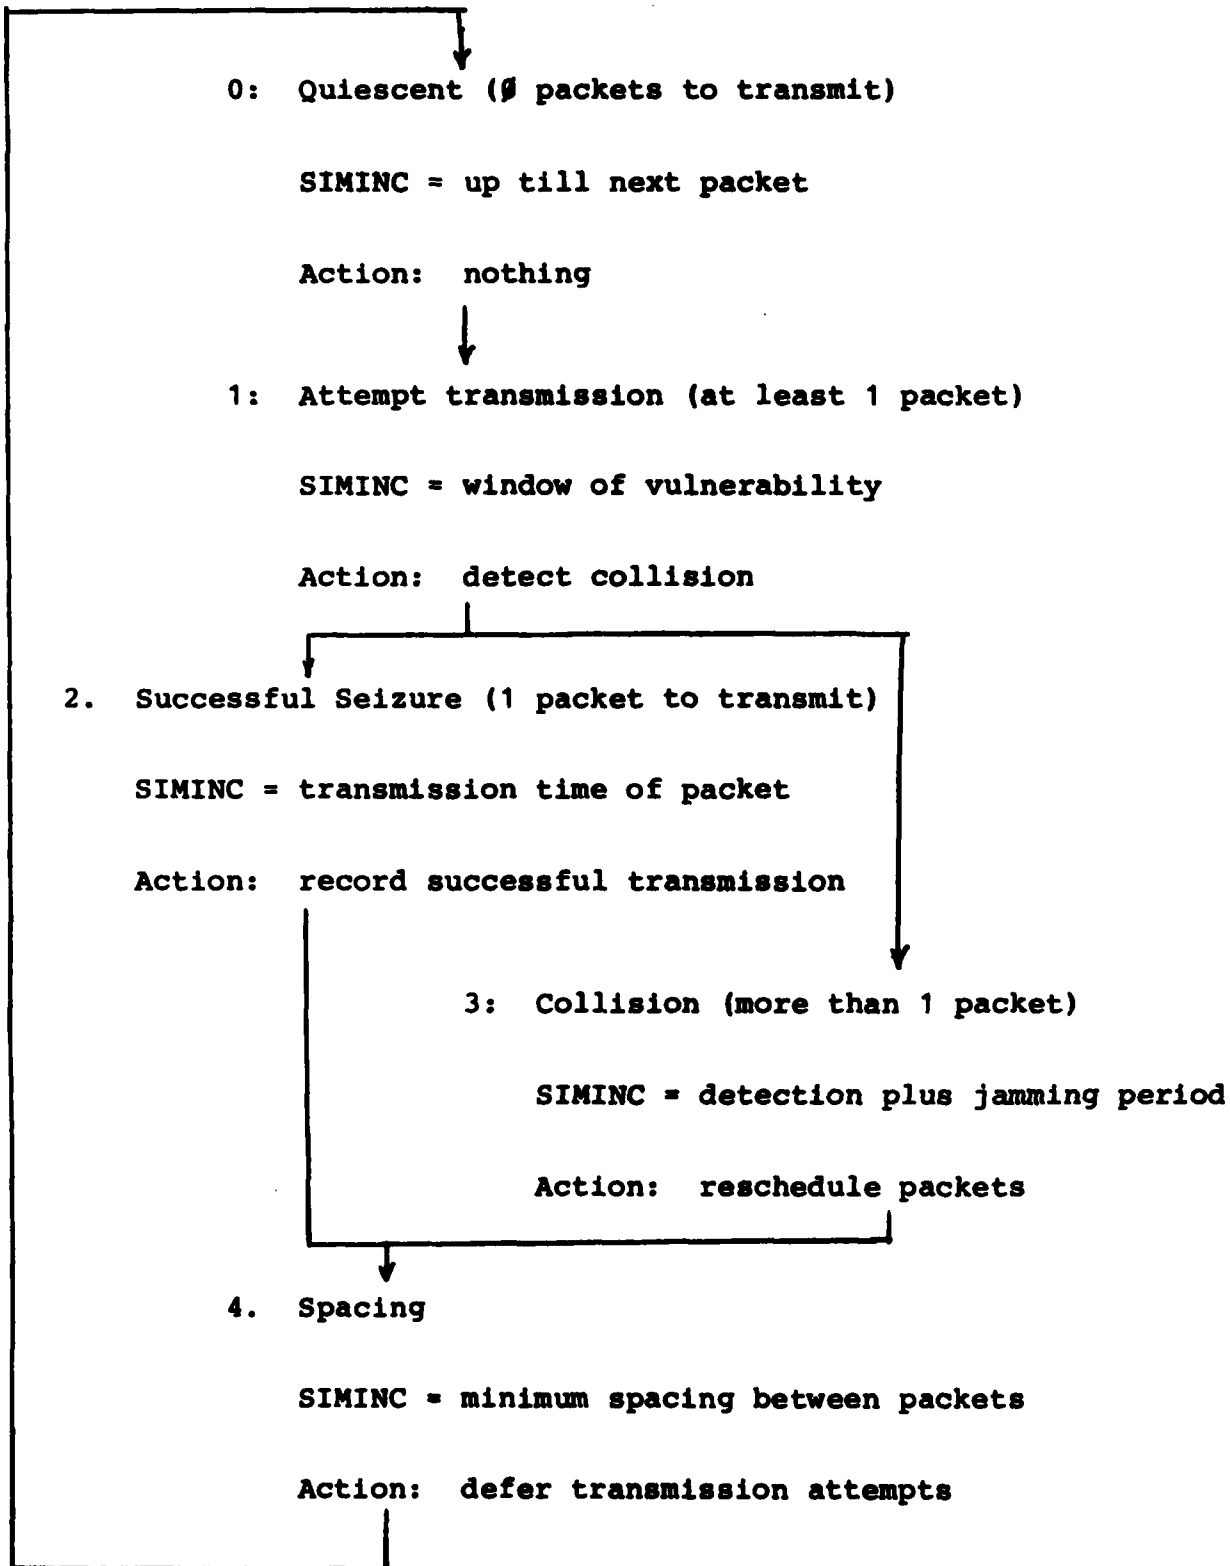 0: Quiescent (Ø packets to transmit)
SIMINC = up till next packet
Action: nothing
1: Attempt transmission (at least 1 packet)
SIMINC = window of vulnerability
Action: detect collision
2. Successful Seizure (1 packet to transmit)
SIMINC = transmission time of packet
Action: record successful transmission
3: Collision (more than 1 packet)
SIMINC = detection plus jamming period
Action: reschedule packets
4. Spacing
SIMINC = minimum spacing between packets
Action: defer transmission attempts